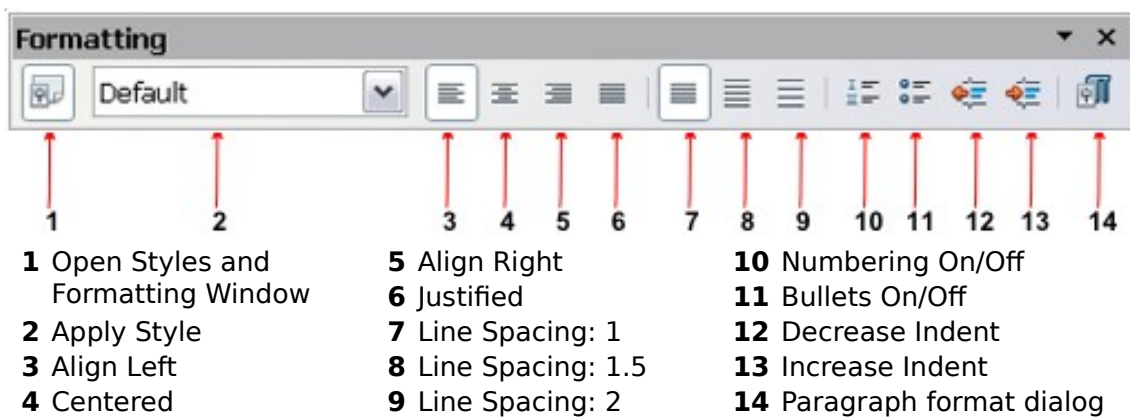 Formatting
Default
1 2 3 4 5 6 7 8 9 10 11 12 13 14
1 Open Styles and
Formatting Window
2 Apply Style
3 Align Left
4 Centered
5 Align Right
6 Justified
7 Line Spacing: 1
8 Line Spacing: 1.5
9 Line Spacing: 2
10 Numbering On/Off
11 Bullets On/Off
12 Decrease Indent
13 Increase Indent
14 Paragraph format dialog